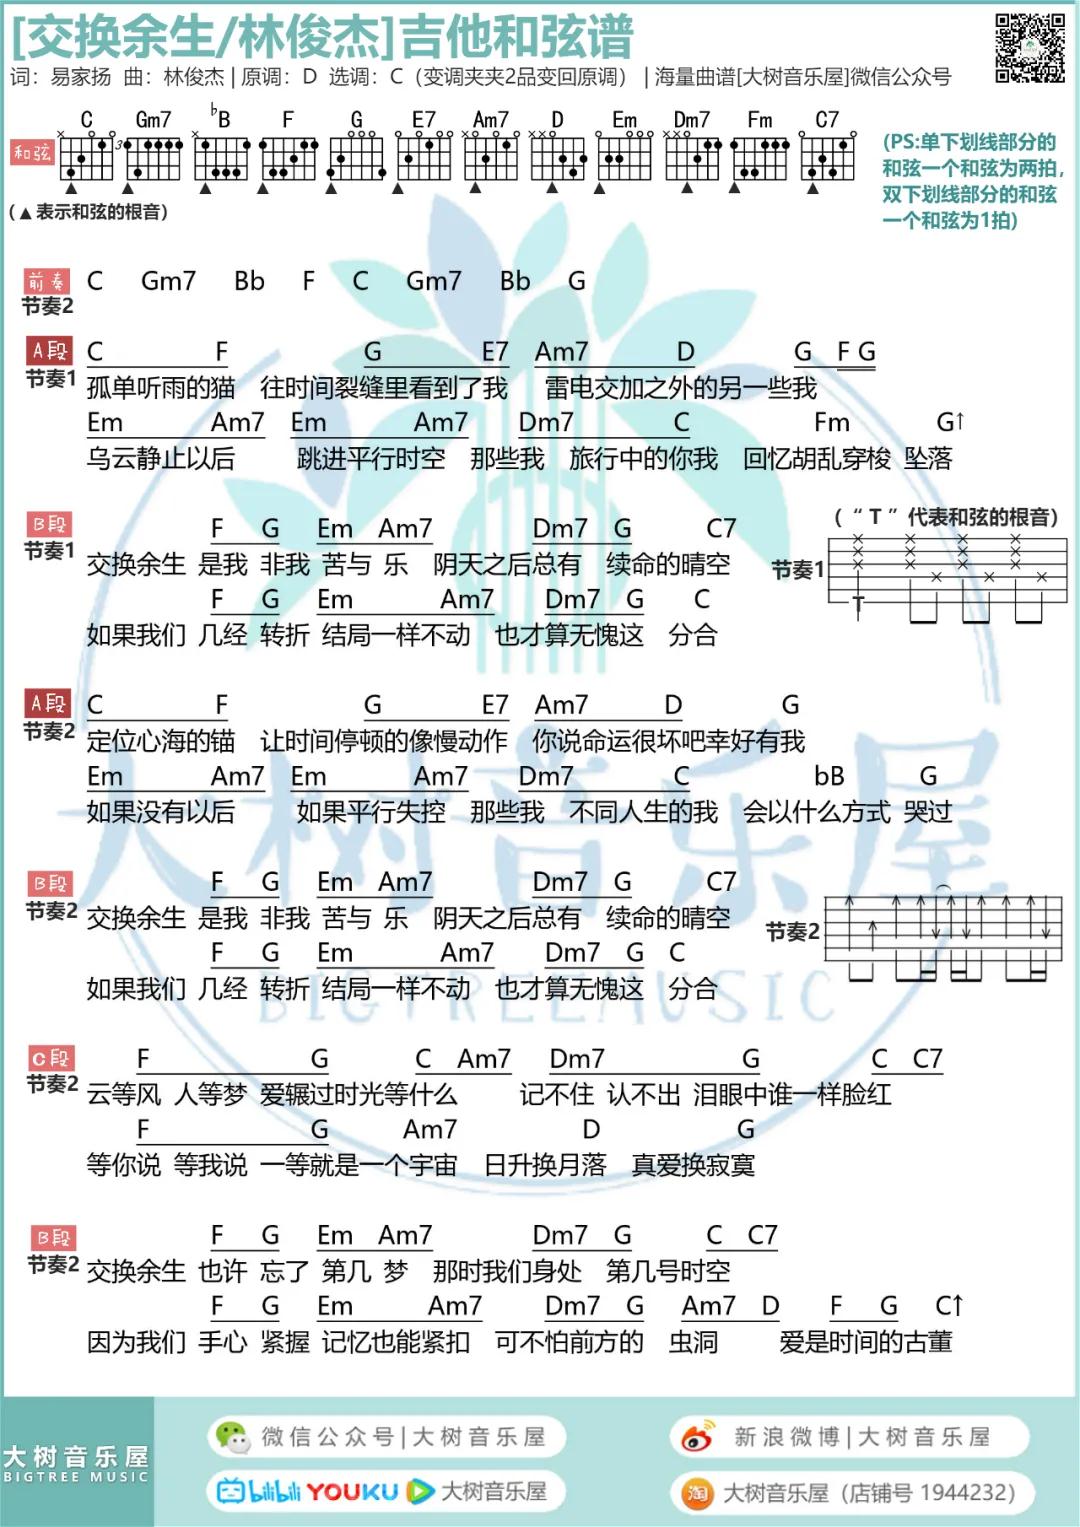 [交换余生/林俊杰]吉他和弦谱
词：易家扬 曲：林俊杰 | 原调：D 选调：C（变调夹夹2品变回原调） | 海量曲谱[大树音乐屋]微信公众号
C Gm7 ♭B F G E7 Am7 D Em Dm7 Fm C7
和弦
3
(▲表示和弦的根音)
(PS:单下划线部分的
和弦一个和弦为两拍,
双下划线部分的和弦
一个和弦为1拍)
前奏 C Gm7 Bb F C Gm7 Bb G
节奏2
A段 C F G E7 Am7 D G F G
节奏1 孤单听雨的猫 往时间裂缝里看到了我 雷电交加之外的另一些我
Em Am7 Em Am7 Dm7 C Fm G↑
乌云静止以后 跳进平行时空 那些我 旅行中的你我 回忆胡乱穿梭 坠落
B段 F G Em Am7 Dm7 G C7
节奏1 交换余生 是我 非我 苦与 乐 阴天之后总有 续命的晴空
F G Em Am7 Dm7 G C
如果我们 几经 转折 结局一样不动 也才算无愧这 分合
(“T”代表和弦的根音)
节奏1
T
A段 C F G E7 Am7 D G
节奏2 定位心海的锚 让时间停顿的像慢动作 你说命运很坏吧幸好有我
Em Am7 Em Am7 Dm7 C bB G
如果没有以后 如果平行失控 那些我 不同人生的我 会以什么方式 哭过
B段 F G Em Am7 Dm7 G C7
节奏2 交换余生 是我 非我 苦与 乐 阴天之后总有 续命的晴空
F G Em Am7 Dm7 G C
如果我们 几经 转折 结局一样不动 也才算无愧这 分合
节奏2
C段 F G C Am7 Dm7 G C C7
节奏2 云等风 人等梦 爱辗过时光等什么 记不住 认不出 泪眼中谁一样脸红
F G Am7 D G
等你说 等我说 一等就是一个宇宙 日升换月落 真爱换寂寞
B段 F G Em Am7 Dm7 G C C7
节奏2 交换余生 也许 忘了 第几 梦 那时我们身处 第几号时空
F G Em Am7 Dm7 G Am7 D F G C↑
因为我们 手心 紧握 记忆也能紧扣 可不怕前方的 虫洞 爱是时间的古董
大树音乐屋
BIGTREEMUSIC
大树音乐屋
BIGTREE MUSIC
微信公众号|大树音乐屋
新浪微博|大树音乐屋
bilibili YOUKU 大树音乐屋
淘 大树音乐屋（店铺号 1944232）